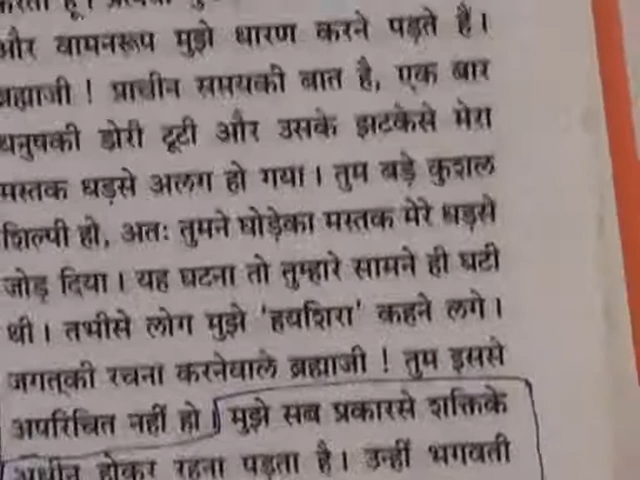 और वामनरूप मुझे धारण करने पड़ते हैं।
ब्रह्माजी ! प्राचीन समयकी बात है, एक बार
धनुषकी डोरी टूटी और उसके झटकेसे मेरा
मस्तक धड़से अलग हो गया। तुम बड़े कुशल
शिल्पी हो, अतः तुमने घोड़ेका मस्तक मेरे धड़से
जोड़ दिया। यह घटना तो तुम्हारे सामने ही घटी
थी। तभीसे लोग मुझे 'हयशिरा' कहने लगे।
जगत्‌की रचना करनेवाले ब्रह्माजी ! तुम इससे
अपरिचित नहीं हो। मुझे सब प्रकारसे शक्तिके
अधीन होकर रहना पड़ता है। उन्हीं भगवती